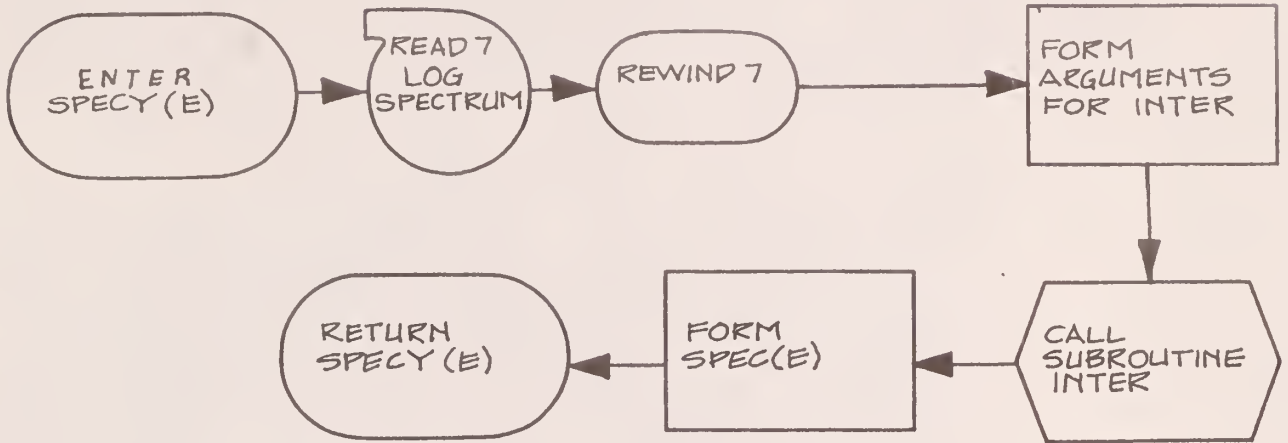 ENTER
SPECY (E)
READ 7
LOG
SPECTRUM
REWIND 7
FORM
ARGUMENTS
FOR INTER
CALL
SUBROUTINE
INTER
FORM
SPEC(E)
RETURN
SPECY (E)